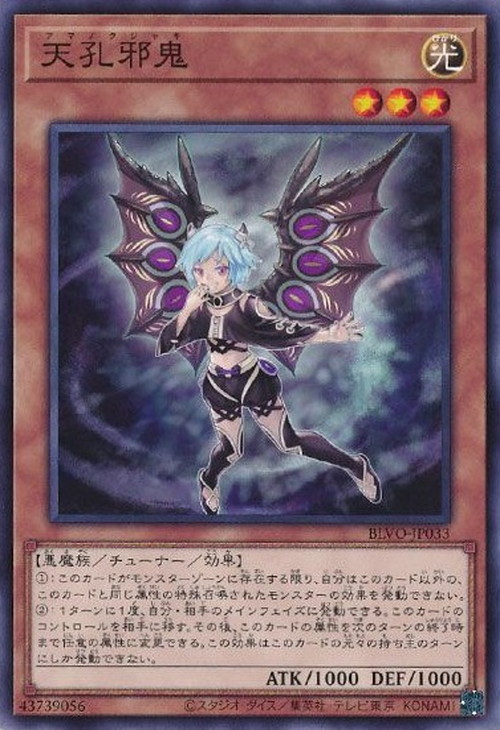 アマノクジャキ
天孔邪鬼
ひかり
光
BLVO-JP033
【悪魔族／チューナー／効果】
①：このカードがモンスターゾーンに存在する限り、自分はこのカード以外の、
このカードと同じ属性の特殊召喚されたモンスターの効果を発動できない。
②：1ターンに1度、自分・相手のメインフェイズに発動できる。このカードの
コントロールを相手に移す。その後、このカードの属性を次のターンの終了時
まで任意の属性に変更できる。この効果はこのカードの元々の持ち主のターン
にしか発動できない。
ATK/1000 DEF/1000
43739056 ©スタジオ・ダイス／集英社 テレビ東京 KONAMI